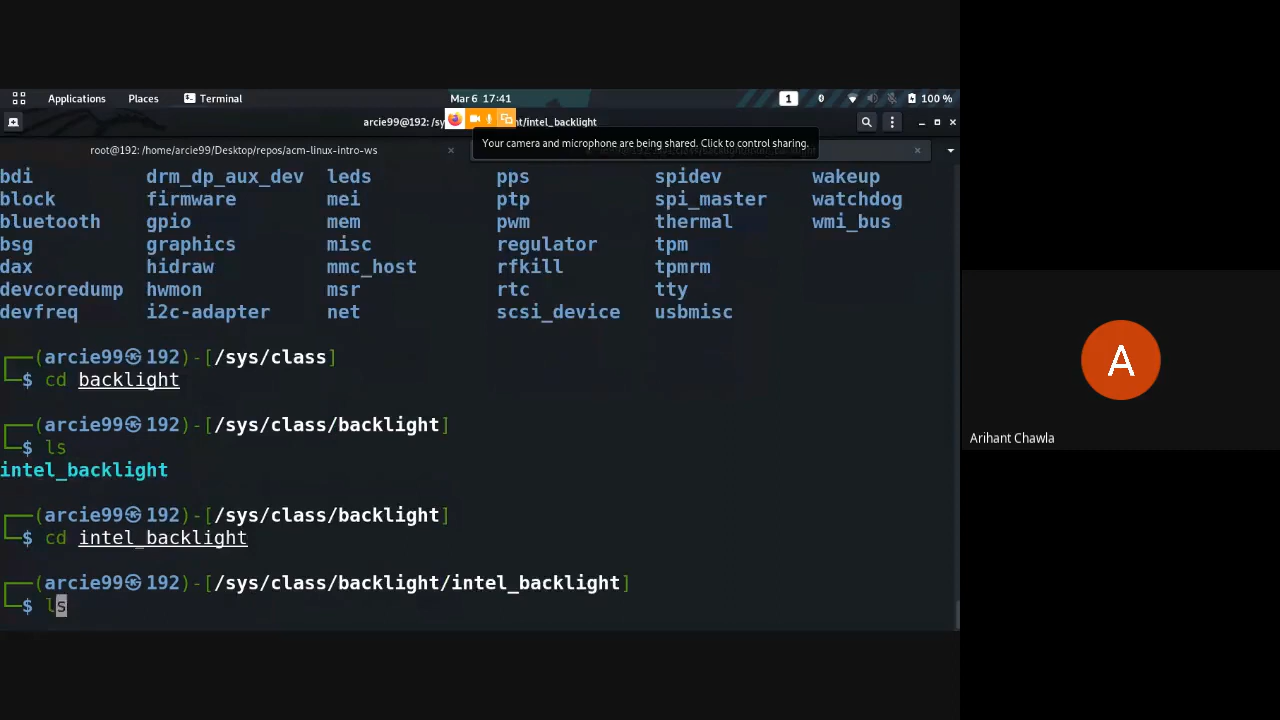 Applications Places Terminal Mar 6 17:41 1 100 %
arcie99@192: /sy nt/intel_backlight
Your camera and microphone are being shared. Click to control sharing.
root@192: /home/arcie99/Desktop/repos/acm-linux-intro-ws
bdi drm_dp_aux_dev leds pps spidev wakeup
block firmware mei ptp spi_master watchdog
bluetooth gpio mem pwm thermal wmi_bus
bsg graphics misc regulator tpm
dax hidraw mmc_host rfkill tpmrm
devcoredump hwmon msr rtc tty
devfreq i2c-adapter net scsi_device usbmisc
(arcie99㉿192)-[/sys/class]
$ cd backlight
(arcie99㉿192)-[/sys/class/backlight]
$ ls
intel_backlight
(arcie99㉿192)-[/sys/class/backlight]
$ cd intel_backlight
(arcie99㉿192)-[/sys/class/backlight/intel_backlight]
$ ls
A
Arihant Chawla